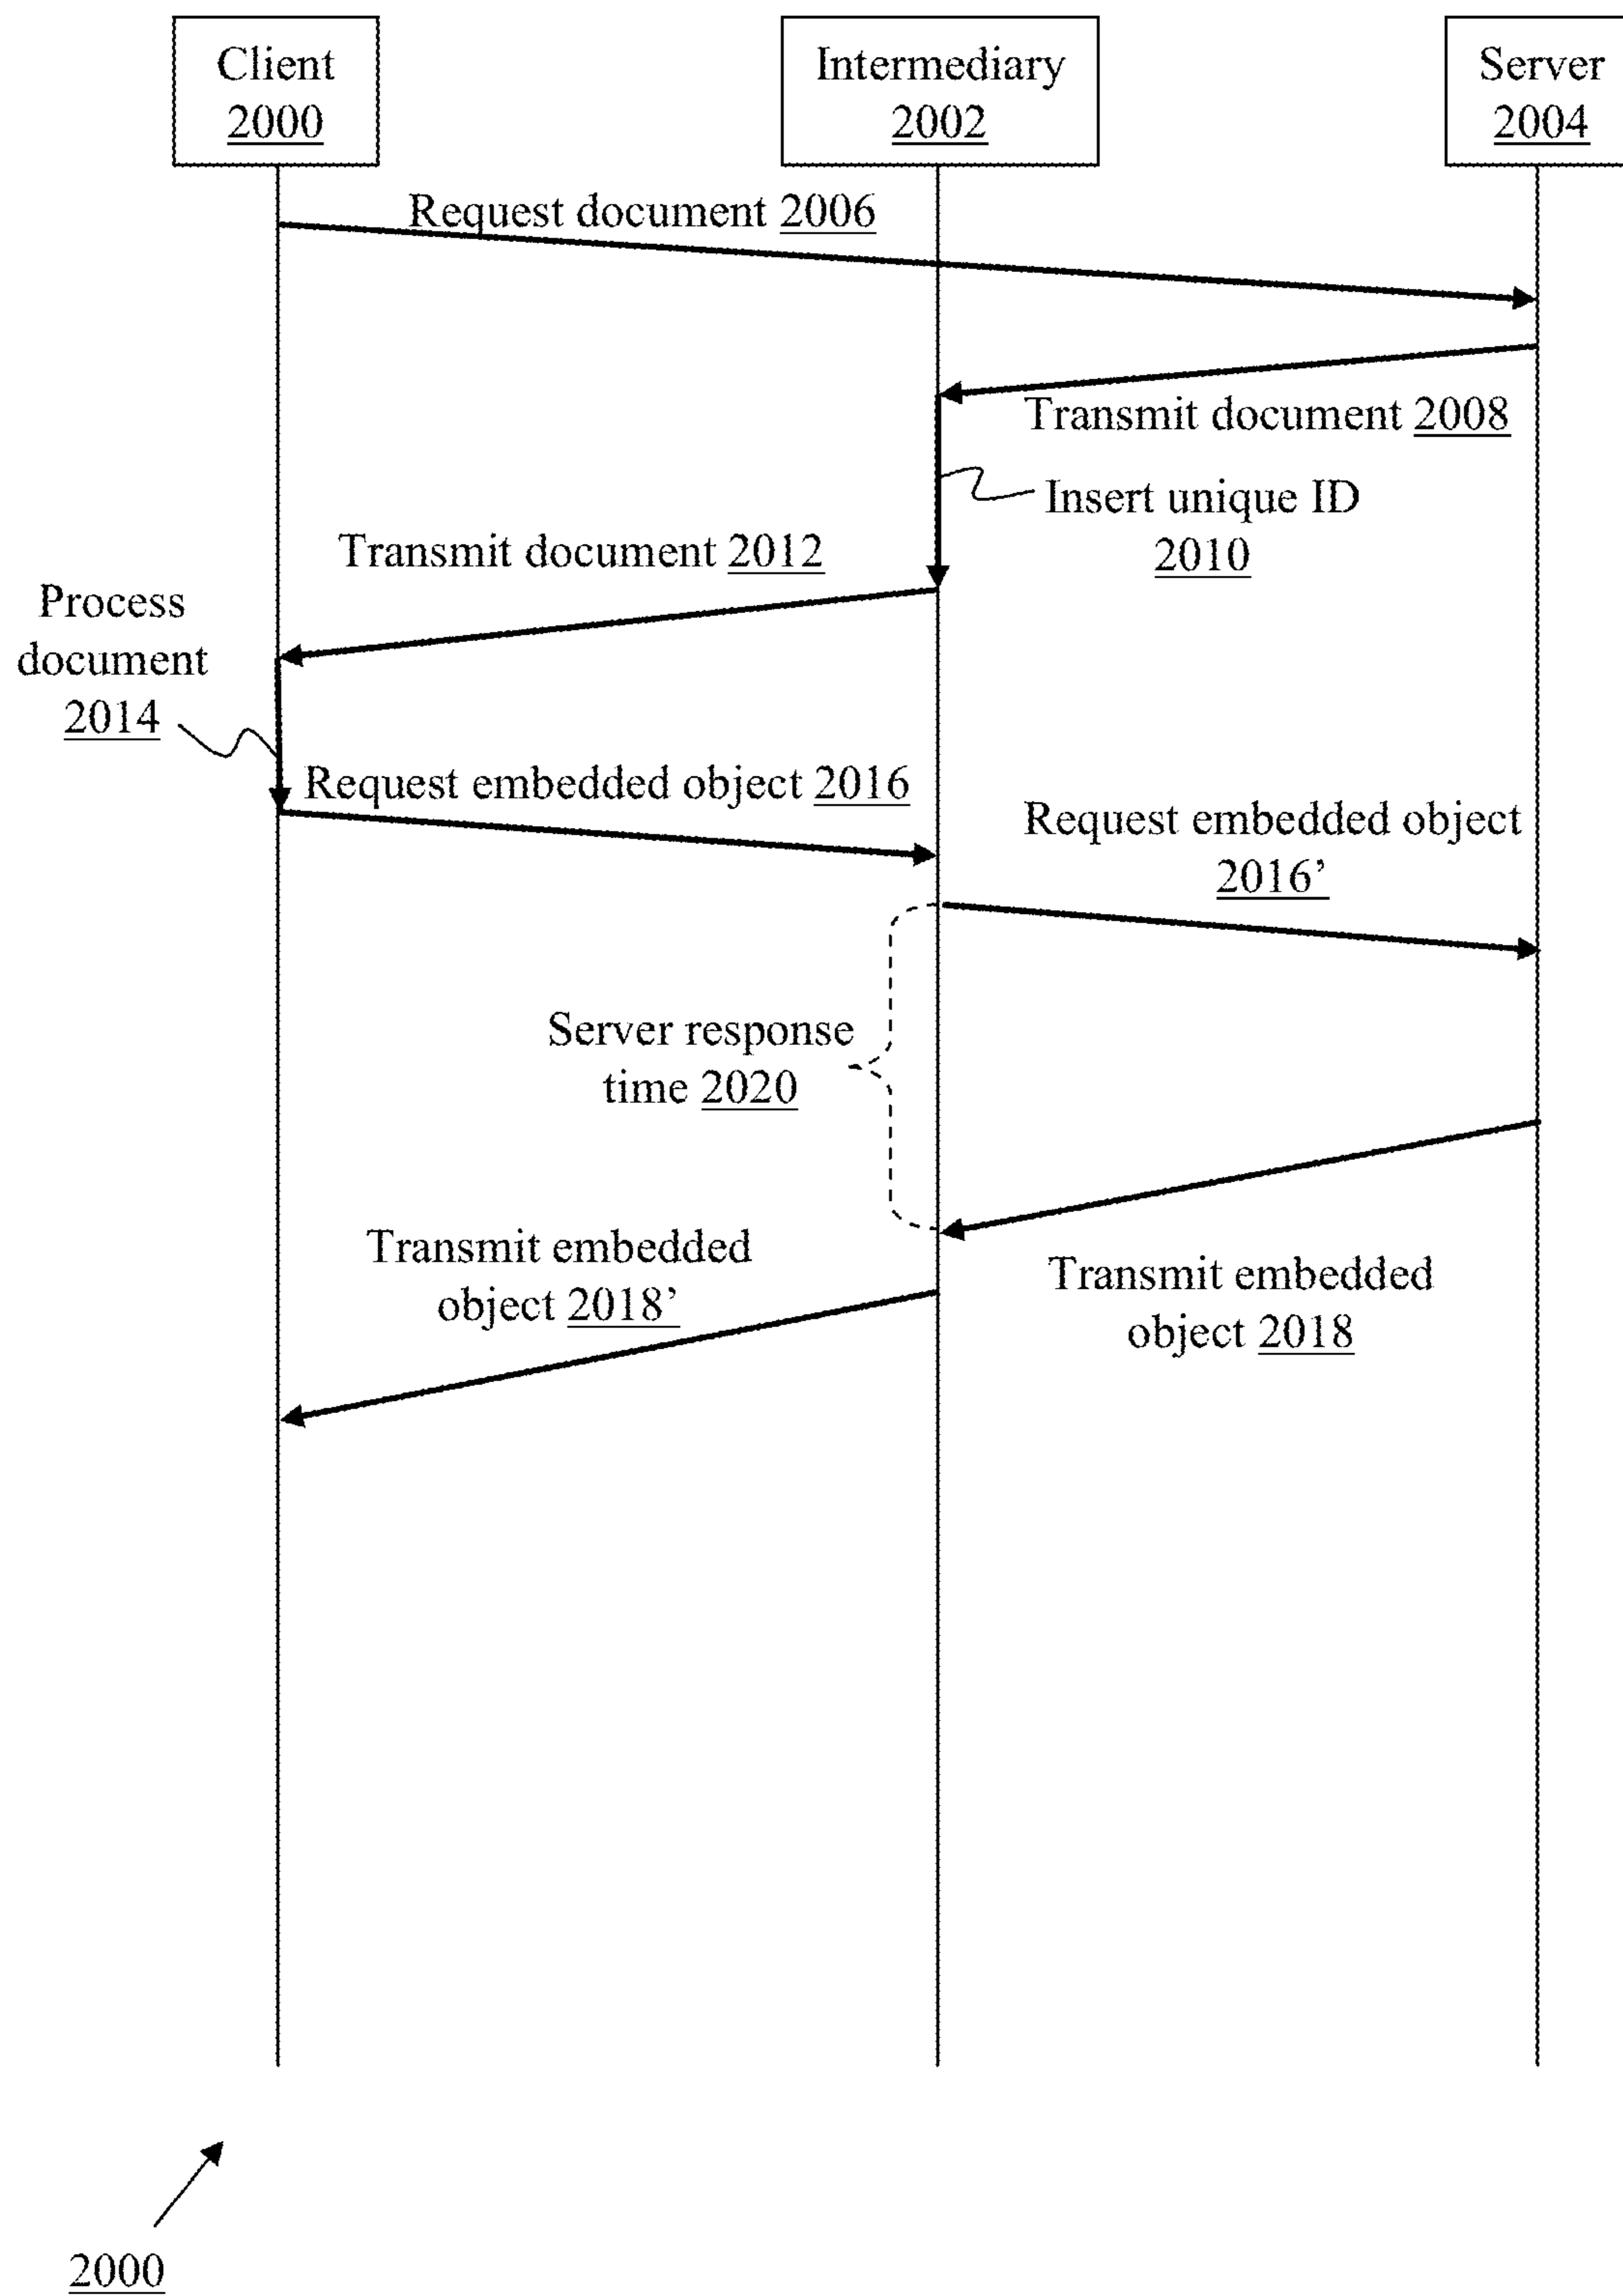 Client
2000
Intermediary
2002
Server
2004
Request document 2006
Transmit document 2008
Insert unique ID
2010
Transmit document 2012
Process
document
2014
Request embedded object 2016
Request embedded object
2016’
Server response
time 2020
Transmit embedded
object 2018’
Transmit embedded
object 2018
2000